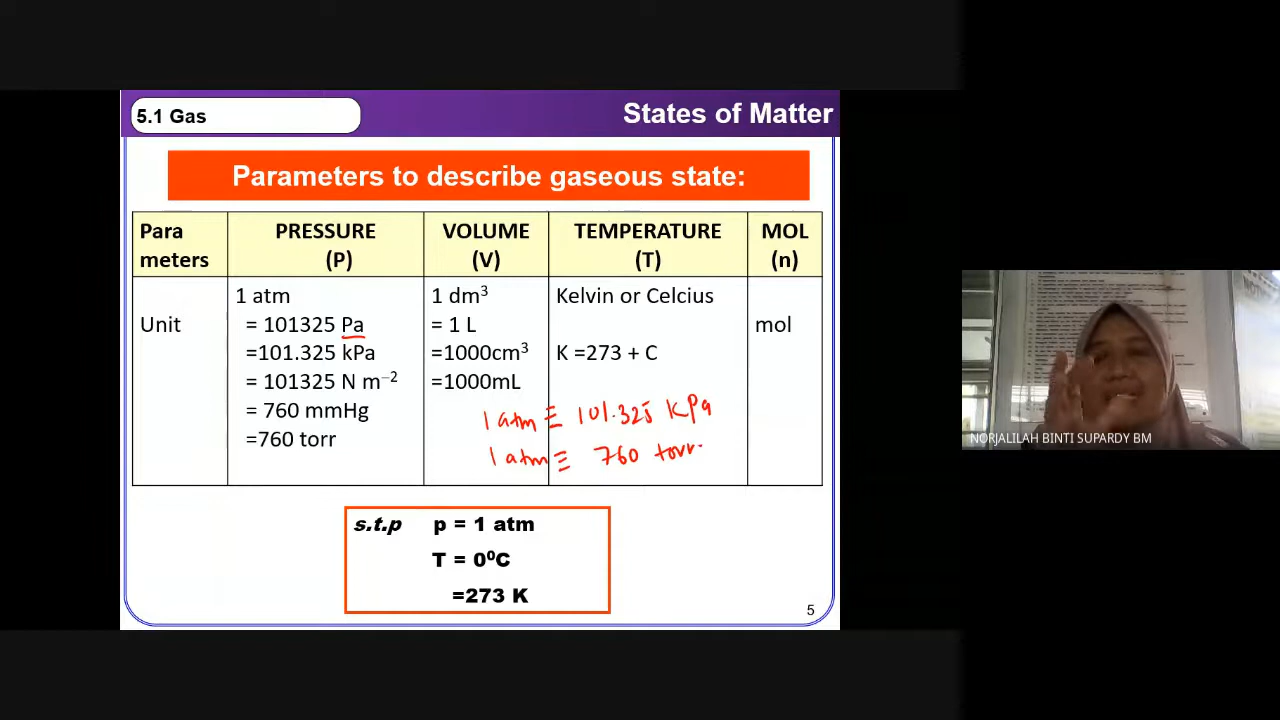 5.1 Gas
States of Matter
Parameters to describe gaseous state:
Para meters
PRESSURE (P)
VOLUME (V)
TEMPERATURE (T)
MOL (n)
Unit
1 atm
= 101325 Pa
=101.325 kPa
= 101325 N m⁻²
= 760 mmHg
=760 torr
1 dm³
= 1 L
=1000cm³
=1000mL
Kelvin or Celcius
K =273 + C
mol
1 atm ≡ 101.325 kPa
1 atm ≡ 760 torr
s.t.p p = 1 atm
T = 0⁰C
=273 K
5
NORJALILAH BINTI SUPARDY BM